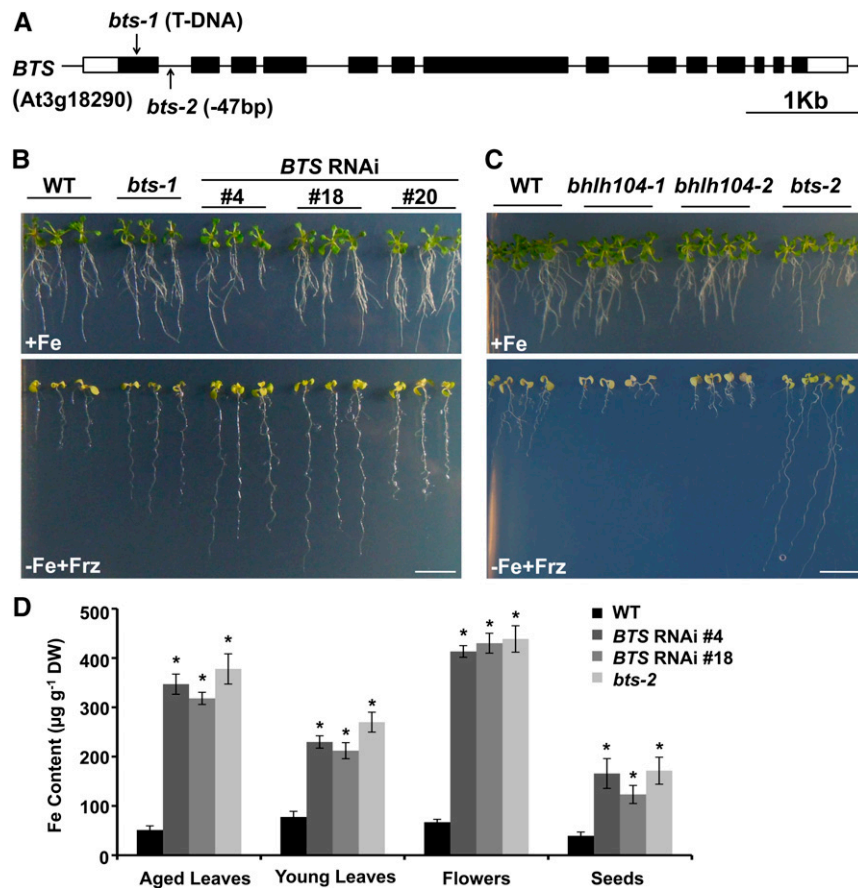 A
bts-1 (T-DNA)
BTS
(At3g18290)
bts-2 (-47bp)
1Kb
B
WT
bts-1
BTS RNAi
#4
#18
#20
+Fe
-Fe+Frz
C
WT
bhlh104-1
bhlh104-2
bts-2
+Fe
-Fe+Frz
D
Fe Content (µg g⁻¹ DW)
500
400
300
200
100
0
* * *
* * *
* * *
* * *
Aged Leaves
Young Leaves
Flowers
Seeds
WT
BTS RNAi #4
BTS RNAi #18
bts-2